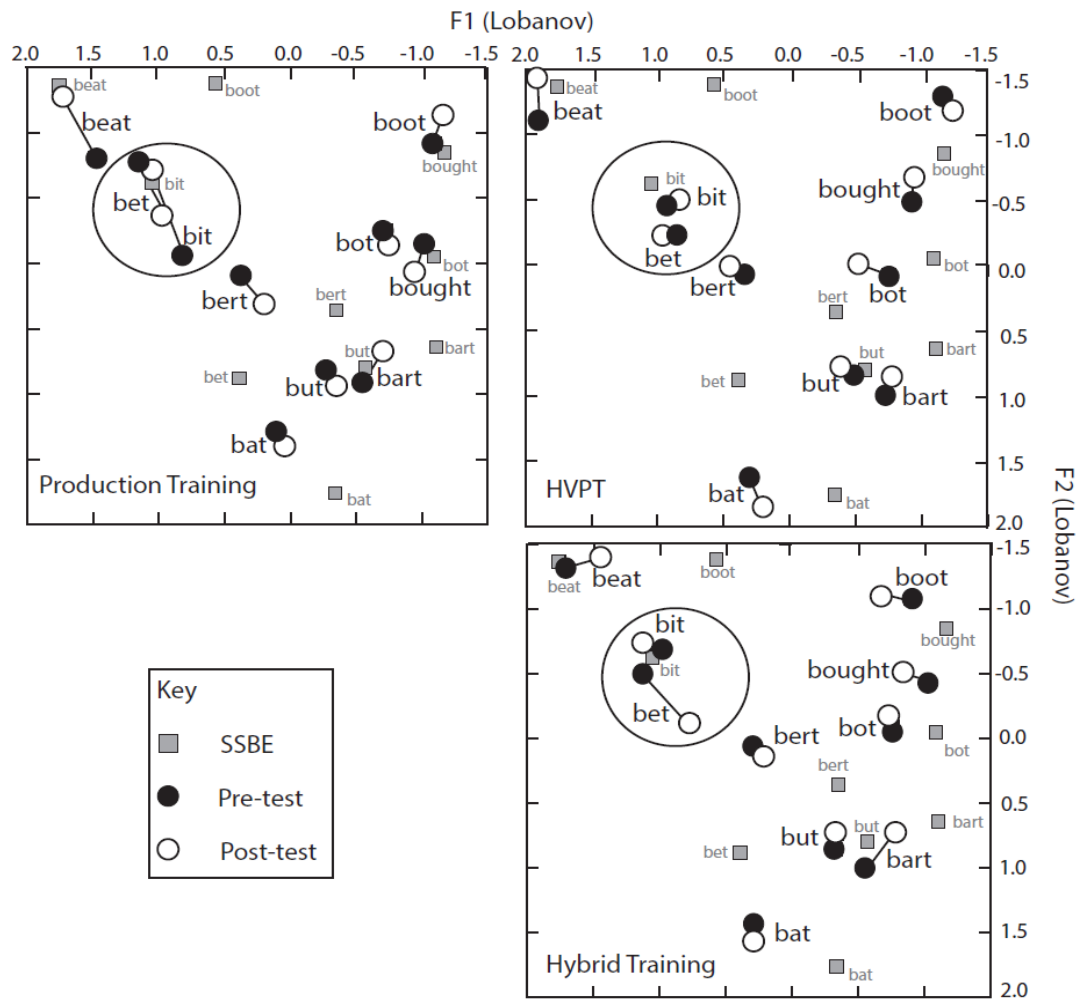 F1 (Lobanov)
2.0 1.5 1.0 0.5 0.0 -0.5 -1.0 -1.5
2.0 1.5 1.0 0.5 0.0 -0.5 -1.0 -1.5
beat
boot
beat
boot
bought
bit
bet
bit
bot
bot
bought
bert
bert
but
bart
bet
but
bart
bat
bat
Production Training
beat
boot
beat
boot
bought
bought
bit
bit
bet
bot
bert
bot
bert
but
bart
but
bet
bart
bat
bat
HVPT
-1.5
-1.0
-0.5
0.0
0.5
1.0
1.5
2.0
F2 (Lobanov)
beat
beat
boot
boot
bought
bit
bit
bought
bet
bert
bot
bot
bert
but
but
bart
bet
bart
bat
bat
Hybrid Training
-1.5
-1.0
-0.5
0.0
0.5
1.0
1.5
2.0
Key
SSBE
Pre-test
Post-test